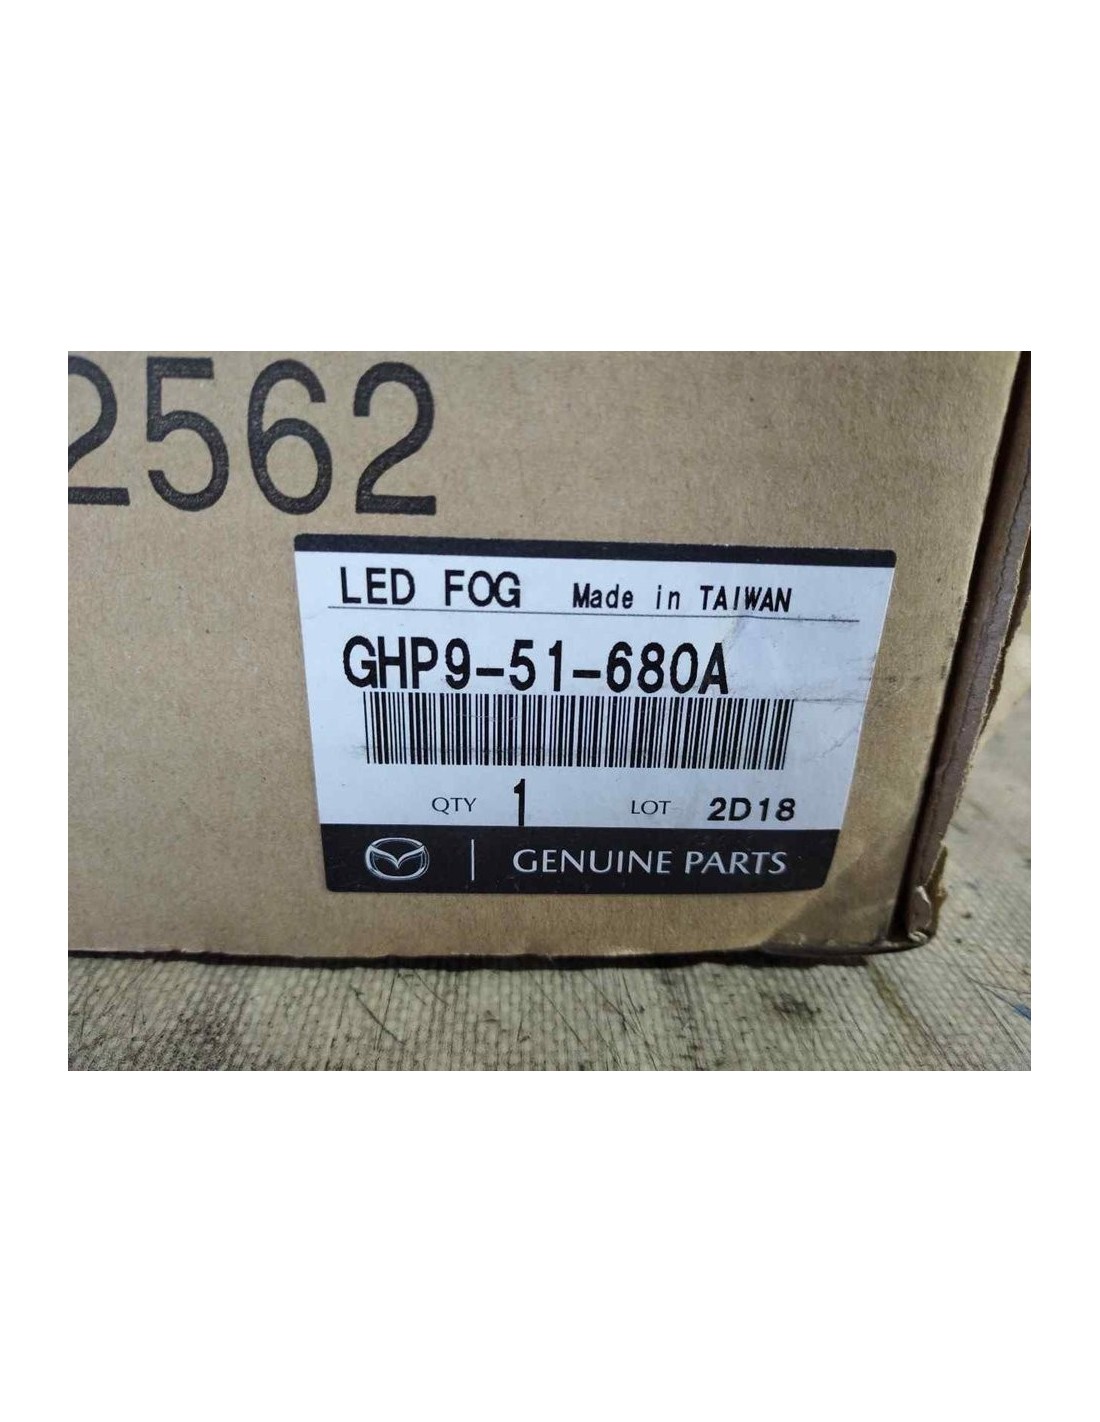 2562
LED FOG Made in TAIWAN
GHP9-51-680A
QTY 1 LOT 2D18
GENUINE PARTS